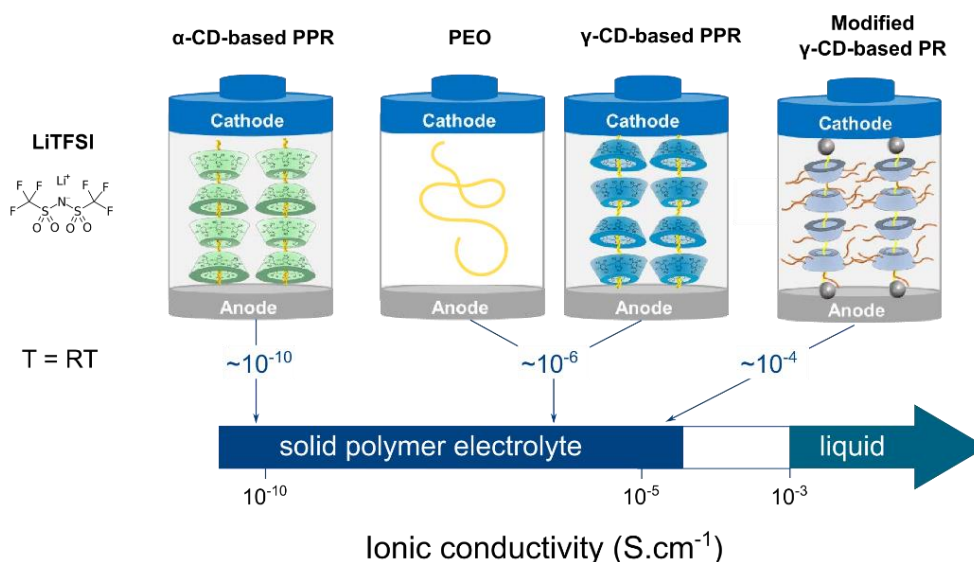 α-CD-based PPR
PEO
γ-CD-based PPR
Modified
γ-CD-based PR
Cathode
Cathode
Cathode
Cathode
LiTFSI
Li⁺
F F F F
F F
S N⁻ S
O O O O
Anode
Anode
Anode
Anode
T = RT
~10⁻¹⁰
~10⁻⁶
~10⁻⁴
solid polymer electrolyte
liquid
10⁻¹⁰
10⁻⁵
10⁻³
Ionic conductivity (S.cm⁻¹)